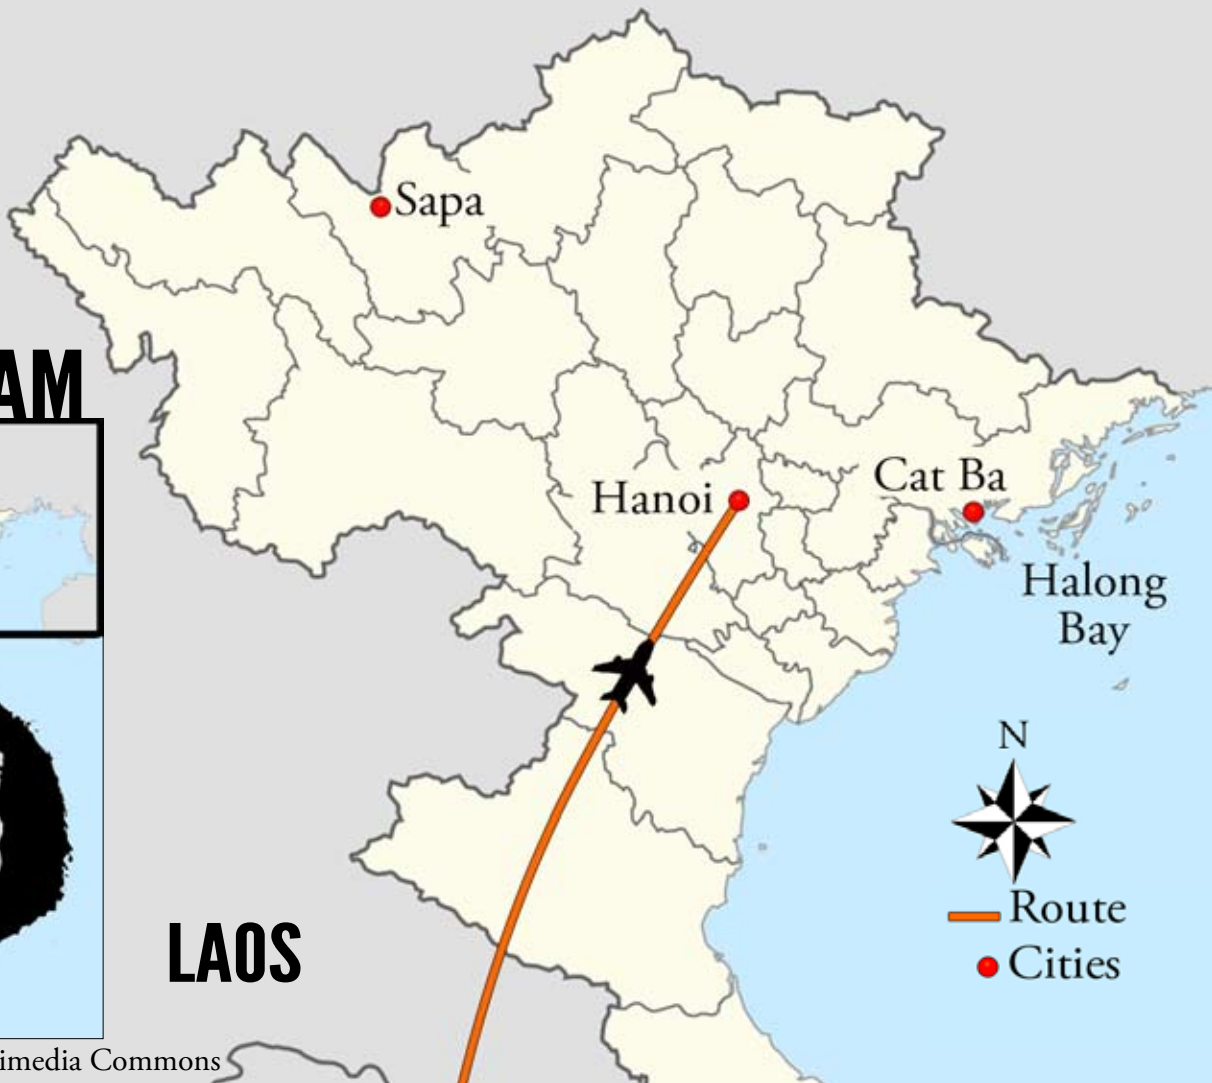 Sapa
AM
Hanoi
Cat Ba
Halong
Bay
N
Route
LAOS
Cities
imedia Commons